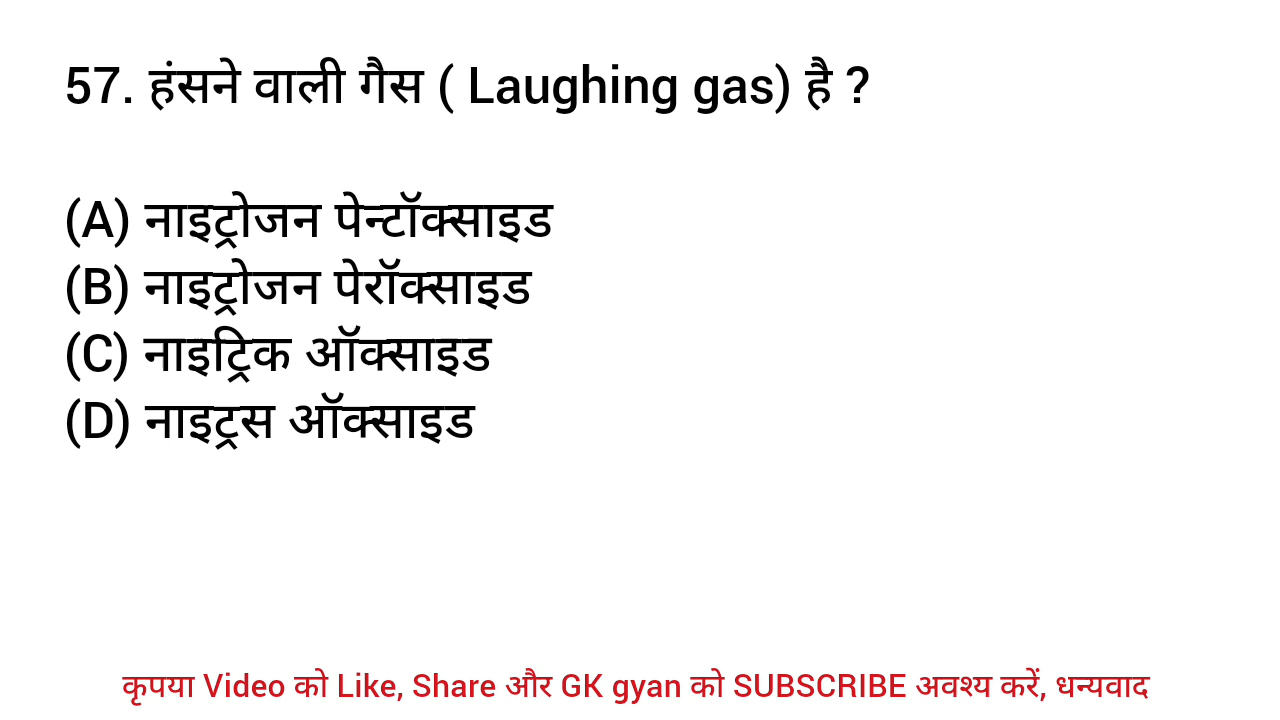 57. हंसने वाली गैस ( Laughing gas) है ?
(A) नाइट्रोजन पेन्टॉक्साइड
(B) नाइट्रोजन पेरॉक्साइड
(C) नाइट्रिक ऑक्साइड
(D) नाइट्रस ऑक्साइड
कृपया Video को Like, Share और GK gyan को SUBSCRIBE अवश्य करें, धन्यवाद